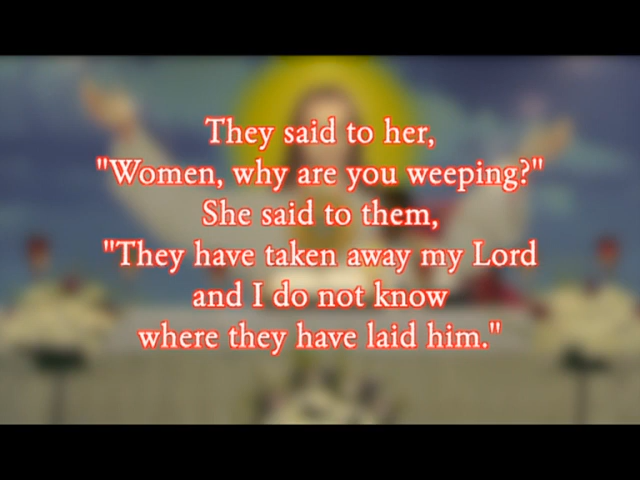 They said to her,
"Women, why are you weeping?"
She said to them,
"They have taken away my Lord
and I do not know
where they have laid him."